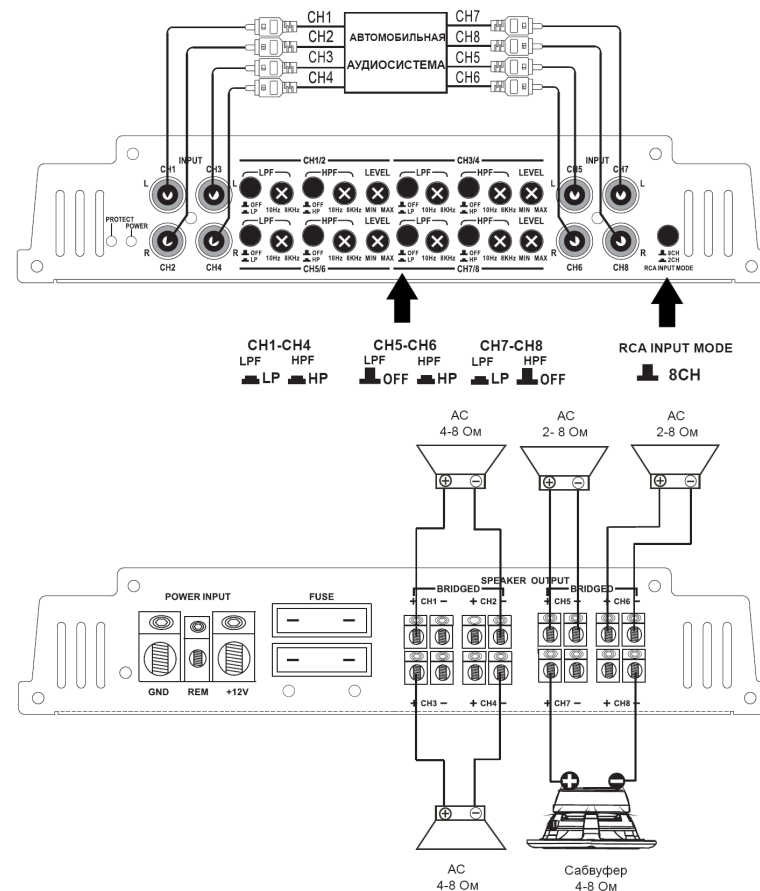 CH1 CH7
CH2 АВТОМОБИЛЬНАЯ CH8
CH3 АУДИОСИСТЕМА CH5
CH4 CH6
INPUT CH1/2 CH3/4 INPUT
CH1 CH3 LPF HPF LEVEL LPF HPF LEVEL CH5 CH7
L L L L
OFF LP 10Hz 8KHz OFF HP 10Hz 8KHz MIN MAX OFF LP 10Hz 8KHz OFF HP 10Hz 8KHz MIN MAX
PROTECT
POWER
LPF HPF LEVEL LPF HPF LEVEL
R R R R
OFF LP 10Hz 8KHz OFF HP 10Hz 8KHz MIN MAX OFF LP 10Hz 8KHz OFF HP 10Hz 8KHz MIN MAX
8CH
2CH
CH2 CH4 CH5/6 CH7/8 CH6 CH8 RCA INPUT MODE
CH1-CH4 CH5-CH6 CH7-CH8 RCA INPUT MODE
LPF HPF LPF HPF LPF HPF
LP HP OFF HP LP OFF 8CH
АС АС АС
4-8 Ом 2- 8 Ом 2-8 Ом
+ − + − + −
SPEAKER OUTPUT
POWER INPUT FUSE BRIDGED BRIDGED
+ CH1 − + CH2 − + CH5 − − CH6 −
GND REM +12V
+ CH3 − + CH4 − + CH7 − + CH8 −
+ − + −
АС Сабвуфер
4-8 Ом 4-8 Ом